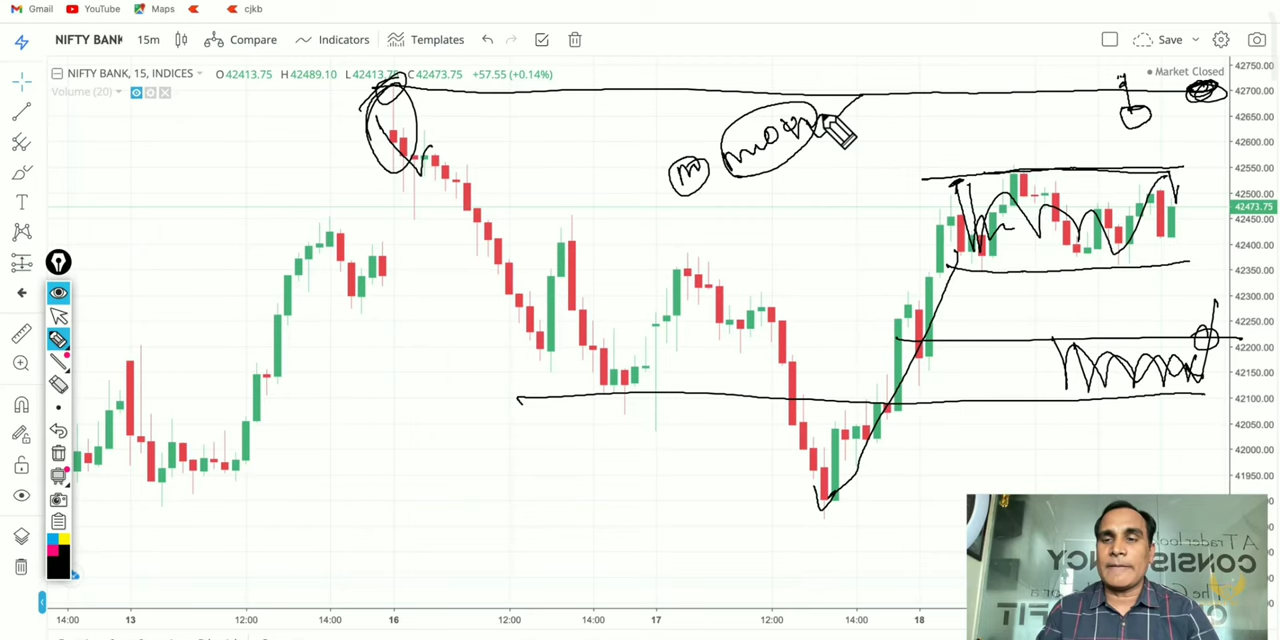 Gmail YouTube Maps cjkb
NIFTY BANK 15m Compare Indicators Templates Save
NIFTY BANK, 15, INDICES O42413.75 H42489.10 L42413.75 C42473.75 +57.55 (+0.14%)
Market Closed
Volume (20)
42750.00
42700.00
42650.00
42600.00
42550.00
42500.00
42473.75
42450.00
42400.00
42350.00
42300.00
42250.00
42200.00
42150.00
42100.00
42050.00
42000.00
41950.00
m
A Trader
CONSISTENCY
The
14:00 13 12:00 14:00 16 12:00 14:00 17 12:00 14:00 18